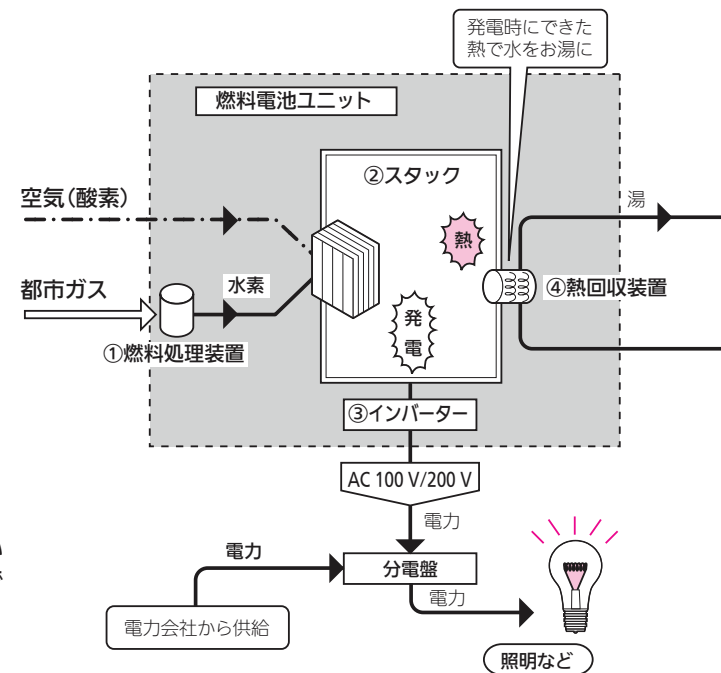 発電時にできた
熱で水をお湯に
燃料電池ユニット
②スタック
空気(酸素)
熱
湯
都市ガス
水素
④熱回収装置
発
電
①燃料処理装置
③インバーター
AC 100 V/200 V
電力
電力
分電盤
電力
電力会社から供給
照明など